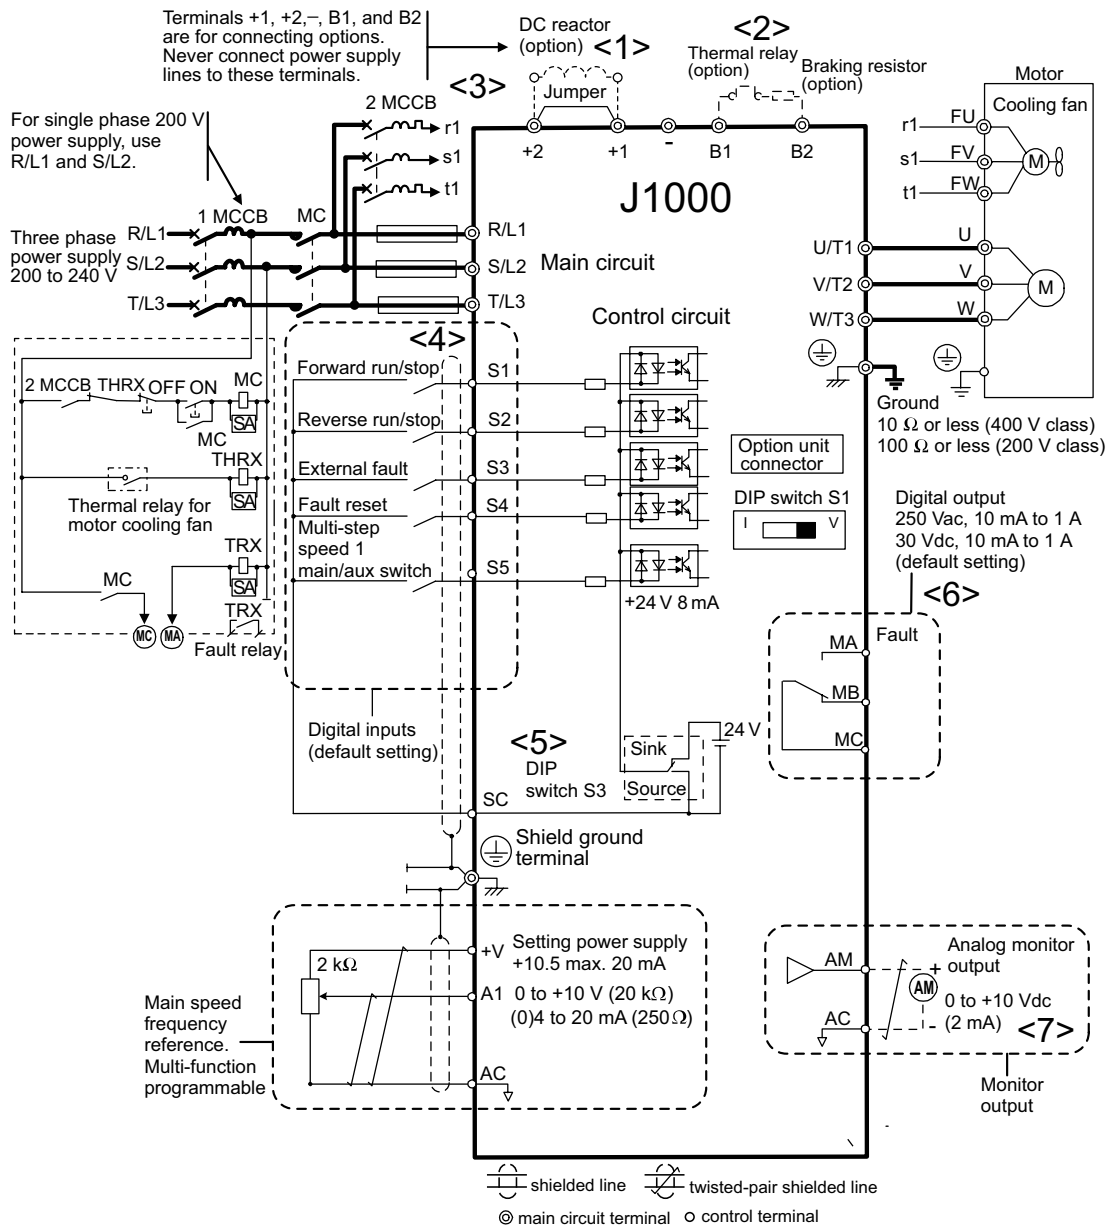 Terminals +1, +2,–, B1, and B2
are for connecting options.
Never connect power supply
lines to these terminals.
DC reactor
(option)
<1>
<2>
Thermal relay
(option)
Braking resistor
(option)
Jumper
+2
+1
-
B1
B2
<3>
2 MCCB
r1
s1
t1
For single phase 200 V
power supply, use
R/L1 and S/L2.
1 MCCB
MC
Three phase
power supply
200 to 240 V
R/L1
S/L2
T/L3
R/L1
S/L2
T/L3
J1000
Main circuit
Control circuit
Motor
Cooling fan
r1
FU
s1
FV
t1
FW
M
U/T1
U
V/T2
V
W/T3
W
M
Ground
10 Ω or less (400 V class)
100 Ω or less (200 V class)
2 MCCB
THRX
OFF
ON
MC
SA
MC
THRX
SA
Thermal relay for
motor cooling fan
TRX
SA
MC
TRX
MC
MA
Fault relay
<4>
Forward run/stop
S1
Reverse run/stop
S2
External fault
S3
Fault reset
S4
Multi-step
speed 1
main/aux switch
S5
Digital inputs
(default setting)
+24 V 8 mA
Option unit
connector
DIP switch S1
I
V
Digital output
250 Vac, 10 mA to 1 A
30 Vdc, 10 mA to 1 A
(default setting)
<6>
Fault
MA
MB
MC
<5>
DIP
switch S3
Sink
Source
24 V
SC
Shield ground
terminal
Main speed
frequency
reference.
Multi-function
programmable
2 kΩ
+V
Setting power supply
+10.5 max. 20 mA
A1
0 to +10 V (20 kΩ)
(0)4 to 20 mA (250Ω)
AC
AM
AC
+
AM
-
Analog monitor
output
0 to +10 Vdc
(2 mA)
<7>
Monitor
output
shielded line
twisted-pair shielded line
main circuit terminal
control terminal